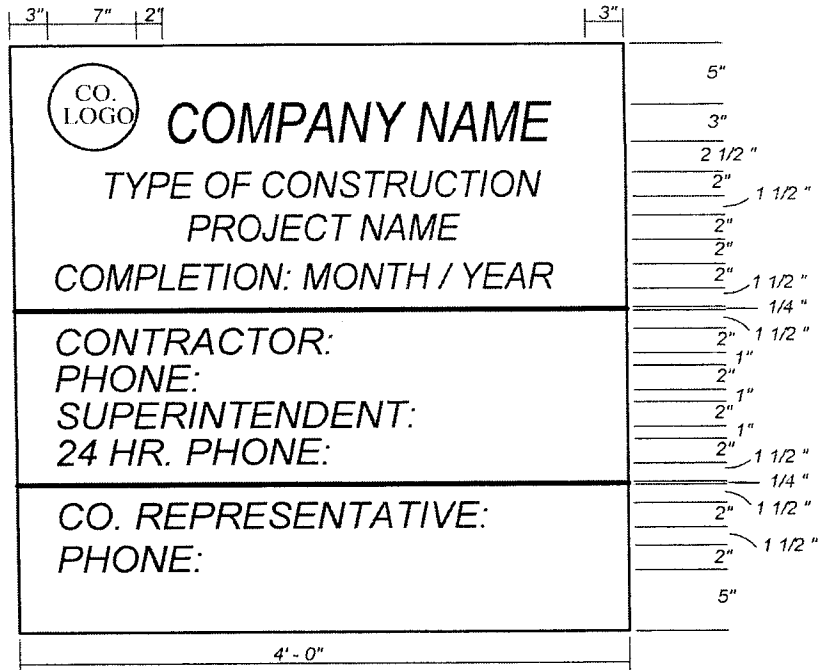 3" 7" 2" 3"
CO.
LOGO
COMPANY NAME
TYPE OF CONSTRUCTION
PROJECT NAME
COMPLETION: MONTH / YEAR
CONTRACTOR:
PHONE:
SUPERINTENDENT:
24 HR. PHONE:
CO. REPRESENTATIVE:
PHONE:
5"
3"
2 1/2 "
2"
1 1/2 "
2"
2"
2"
1 1/2 "
1/4 "
1 1/2 "
2"
1"
2"
1"
2"
1"
2"
1 1/2 "
1/4 "
1 1/2 "
2"
1 1/2 "
2"
5"
4' - 0"